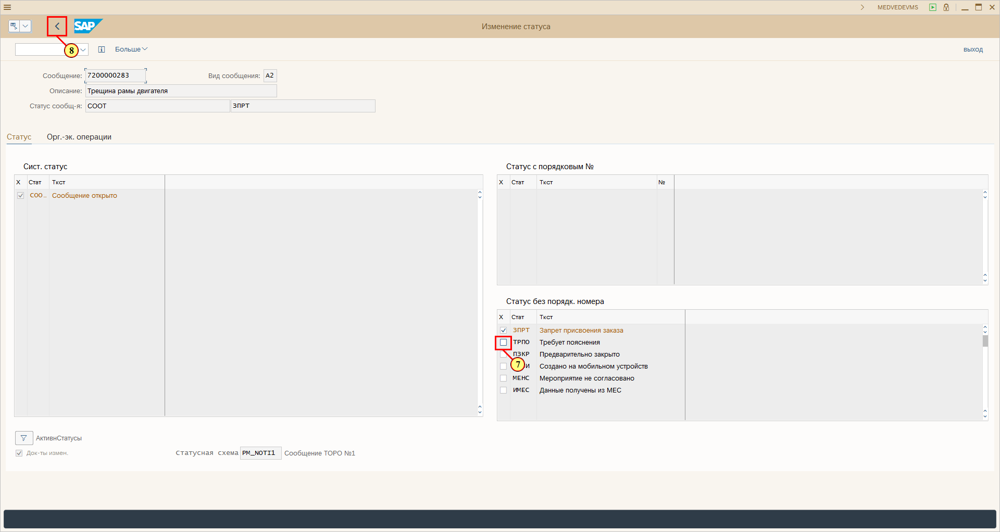 MEDVEDEVMS
SAP
Изменение статуса
8
Больше
ВЫХОД
Сообщение: 7200000283 Вид сообщения: A2
Описание: Трещина рамы двигателя
Статус сообщ-я: СООТ ЗПРТ
Статус Орг.-эк. операции
Сист. статус
X Стат Ткст
СОО… Сообщение открыто
Статус с порядковым №
X Стат Ткст №
Статус без порядк. номера
X Стат Ткст
ЗПРТ Запрет присвоения заказа
ТРПО Требует пояснения
ПЗКР Предварительно закрыто
7
И Создано на мобильном устройств
МЕНС Мероприятие не согласовано
ИМЕС Данные получены из МЕС
АктивнСтатусы
Док-ты измен.
Статусная схема PM_NOTI1 Сообщение ТОРО №1